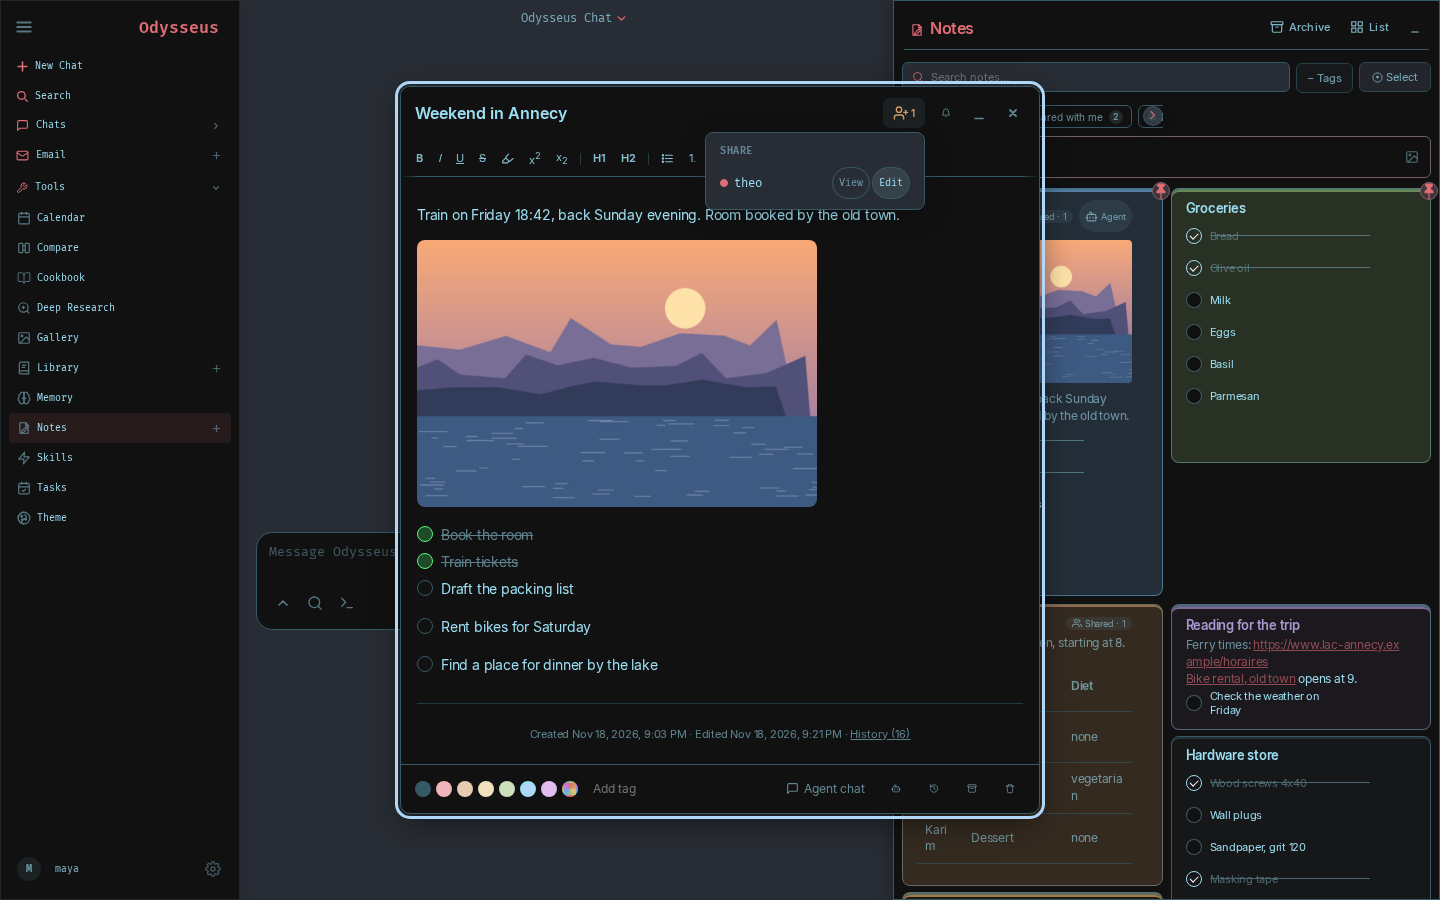 Odysseus
New Chat
Search
Chats
Email
Tools
Calendar
Compare
Cookbook
Deep Research
Gallery
Library
Memory
Notes
Skills
Tasks
Theme
M
maya
Odysseus Chat
Message Odysseus
Weekend in Annecy
1
B I U S x2 x2 H1 H2 1.
SHARE
theo
View
Edit
Train on Friday 18:42, back Sunday evening. Room booked by the old town.
Book the room
Train tickets
Draft the packing list
Rent bikes for Saturday
Find a place for dinner by the lake
Created Nov 18, 2026, 9:03 PM · Edited Nov 18, 2026, 9:21 PM · History (16)
Add tag
Agent chat
Notes
Archive
List
Search notes...
– Tags
Select
ared with me 2
ed · 1
Agent
ack Sunday
by the old town.
Groceries
Bread
Olive oil
Milk
Eggs
Basil
Parmesan
Shared · 1
en, starting at 8.
Diet
none
vegetaria
n
Kari
m
Dessert
none
Reading for the trip
Ferry times: https://www.lac-annecy.ex
ample/horaires
Bike rental, old town opens at 9.
Check the weather on
Friday
Hardware store
Wood screws 4x40
Wall plugs
Sandpaper, grit 120
Masking tape